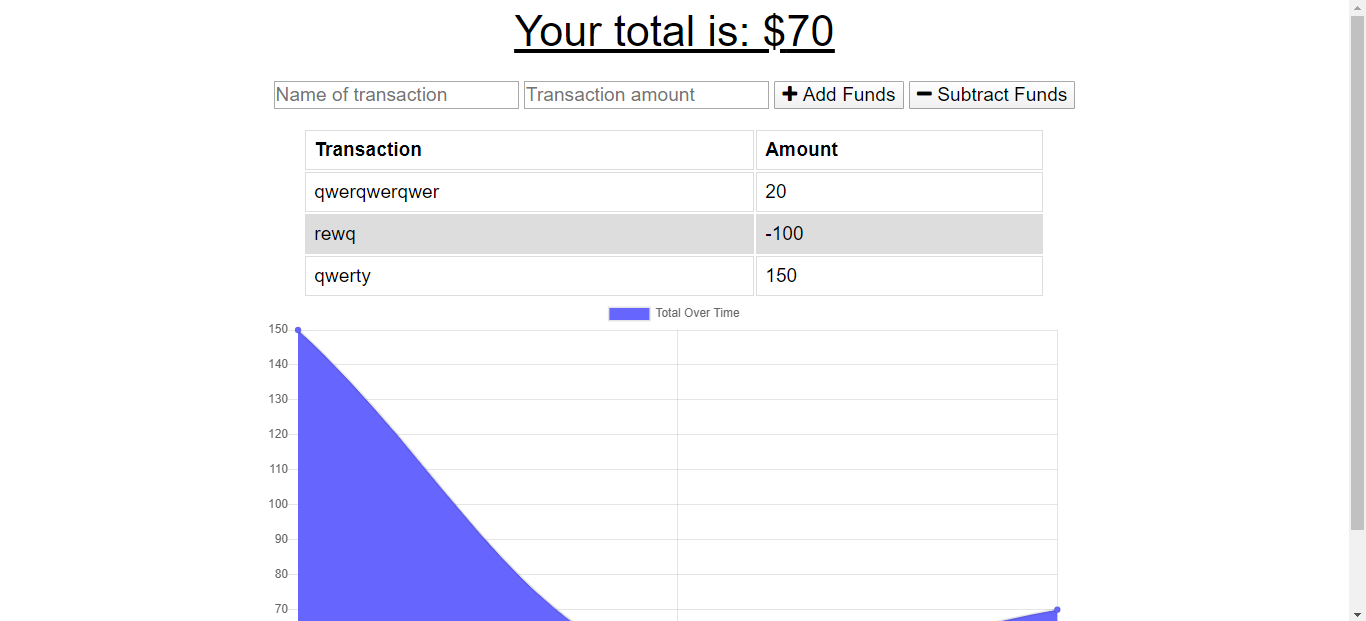 Your total is: $70
Name of transaction Transaction amount Add Funds Subtract Funds
Transaction Amount
qwerqwerqwer 20
rewq -100
qwerty 150
Total Over Time
150
140
130
120
110
100
90
80
70